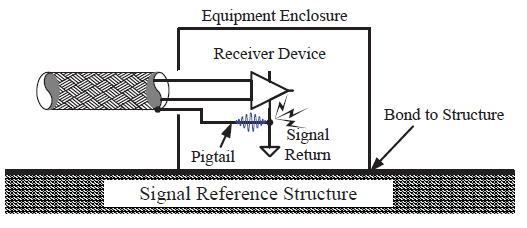 Equipment Enclosure
Receiver Device
Bond to Structure
Signal
Return
Pigtail
Signal Reference Structure